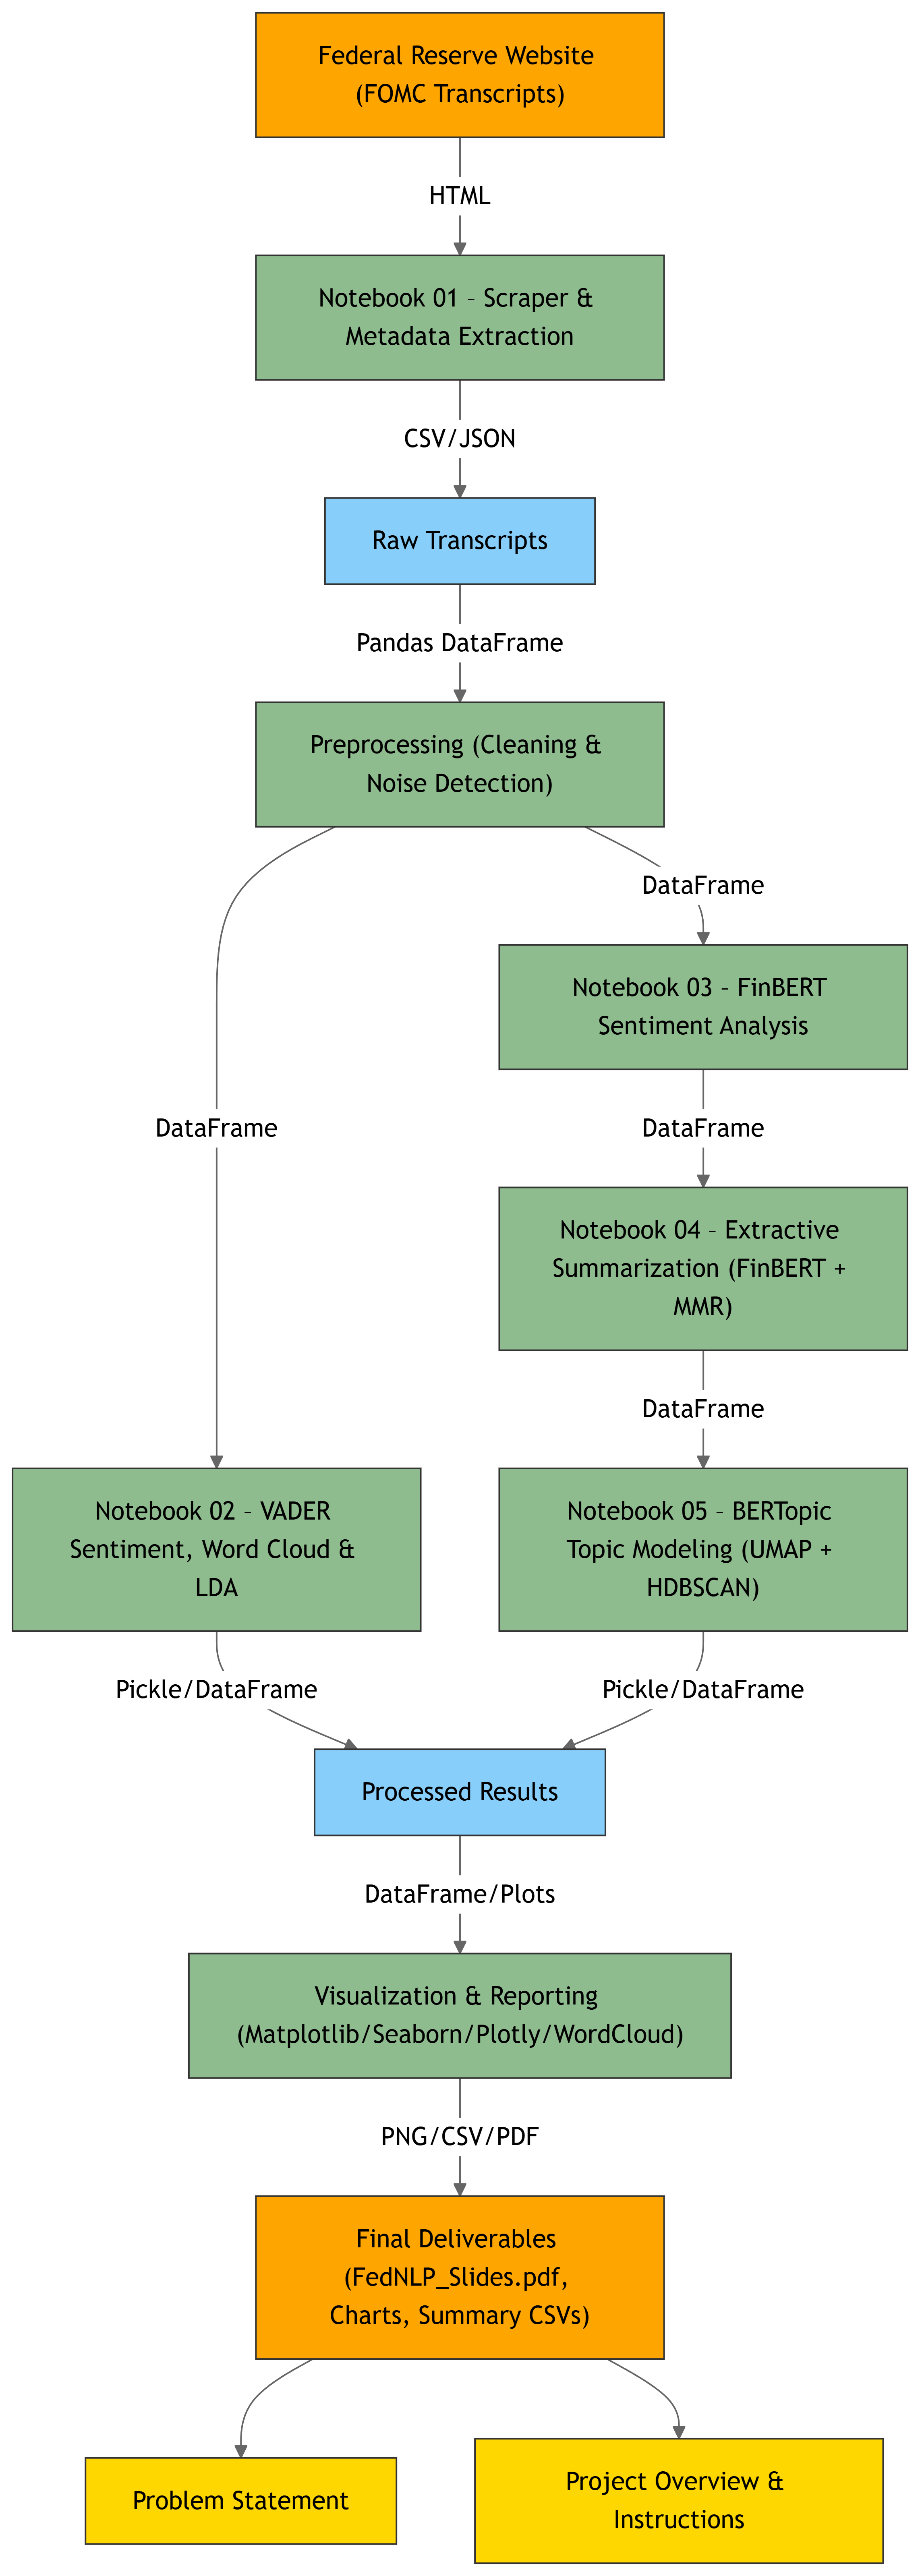 Federal Reserve Website
(FOMC Transcripts)
HTML
Notebook 01 – Scraper &
Metadata Extraction
CSV/JSON
Raw Transcripts
Pandas DataFrame
Preprocessing (Cleaning &
Noise Detection)
DataFrame
Notebook 03 – FinBERT
Sentiment Analysis
DataFrame
DataFrame
Notebook 04 – Extractive
Summarization (FinBERT +
MMR)
DataFrame
Notebook 02 – VADER
Sentiment, Word Cloud &
LDA
Notebook 05 – BERTopic
Topic Modeling (UMAP +
HDBSCAN)
Pickle/DataFrame
Pickle/DataFrame
Processed Results
DataFrame/Plots
Visualization & Reporting
(Matplotlib/Seaborn/Plotly/WordCloud)
PNG/CSV/PDF
Final Deliverables
(FedNLP_Slides.pdf,
Charts, Summary CSVs)
Problem Statement
Project Overview &
Instructions